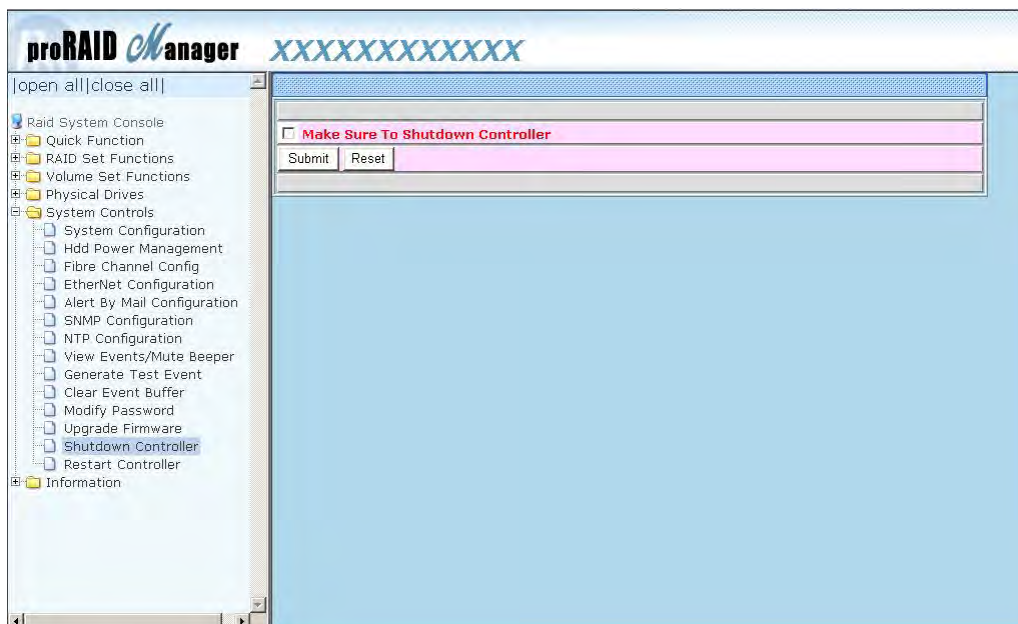 proRAID Manager XXXXXXXXXXXX
|open all|close all|
Raid System Console
Quick Function
RAID Set Functions
Volume Set Functions
Physical Drives
System Controls
System Configuration
Hdd Power Management
Fibre Channel Config
EtherNet Configuration
Alert By Mail Configuration
SNMP Configuration
NTP Configuration
View Events/Mute Beeper
Generate Test Event
Clear Event Buffer
Modify Password
Upgrade Firmware
Shutdown Controller
Restart Controller
Information
Make Sure To Shutdown Controller
Submit Reset